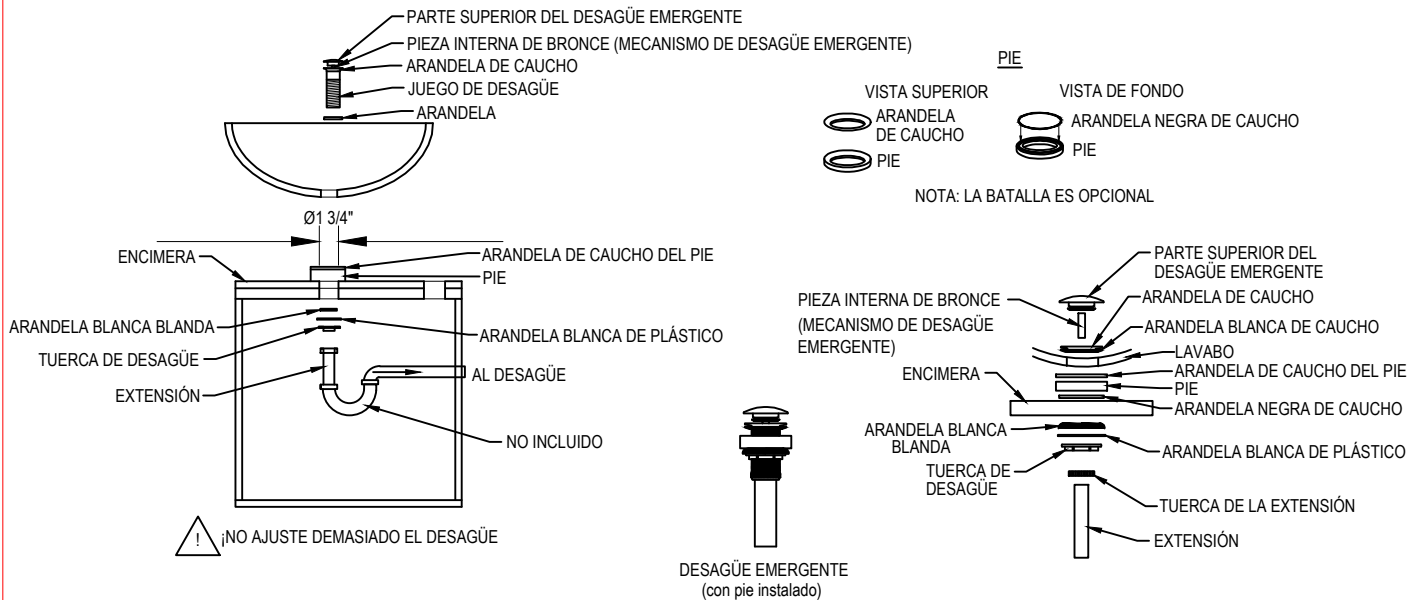 PARTE SUPERIOR DEL DESAGÜE EMERGENTE
PIEZA INTERNA DE BRONCE (MECANISMO DE DESAGÜE EMERGENTE)
ARANDELA DE CAUCHO
JUEGO DE DESAGÜE
ARANDELA
Ø1 3/4"
ENCIMERA
ARANDELA DE CAUCHO DEL PIE
PIE
ARANDELA BLANCA BLANDA
ARANDELA BLANCA DE PLÁSTICO
TUERCA DE DESAGÜE
EXTENSIÓN
AL DESAGÜE
NO INCLUIDO
! ¡NO AJUSTE DEMASIADO EL DESAGÜE
PIE
VISTA SUPERIOR
ARANDELA
DE CAUCHO
PIE
VISTA DE FONDO
ARANDELA NEGRA DE CAUCHO
PIE
NOTA: LA BATALLA ES OPCIONAL
DESAGÜE EMERGENTE
(con pie instalado)
PARTE SUPERIOR DEL
DESAGÜE EMERGENTE
PIEZA INTERNA DE BRONCE
(MECANISMO DE DESAGÜE
EMERGENTE)
ARANDELA DE CAUCHO
ARANDELA BLANCA DE CAUCHO
LAVABO
ARANDELA DE CAUCHO DEL PIE
PIE
ENCIMERA
ARANDELA NEGRA DE CAUCHO
ARANDELA BLANCA
BLANDA
ARANDELA BLANCA DE PLÁSTICO
TUERCA DE
DESAGÜE
TUERCA DE LA EXTENSIÓN
EXTENSIÓN